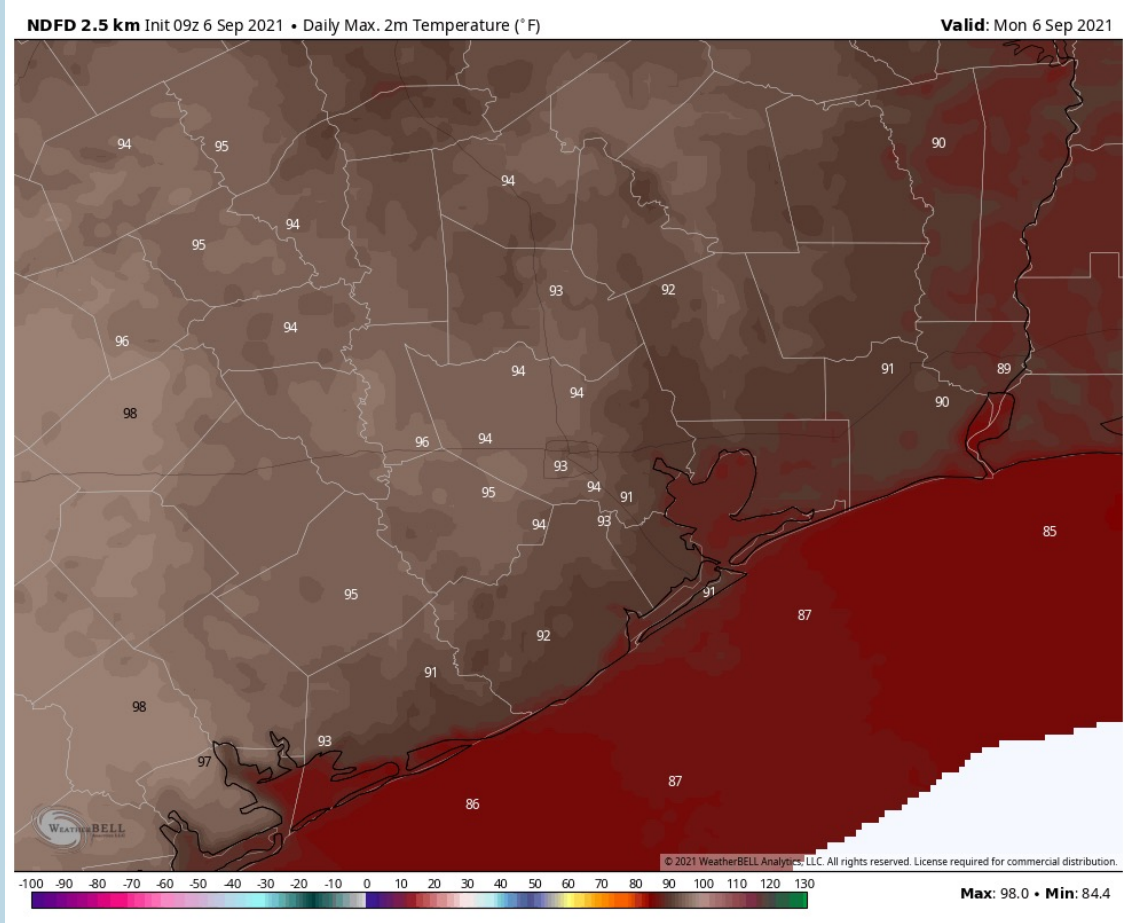 NDFD 2.5 km Init 09z 6 Sep 2021 • Daily Max. 2m Temperature (°F) Valid: Mon 6 Sep 2021
94 95 90
94
94
95
93 92
94
96
94 91 89
94 90
98
96 94
93
95 94 91
94 93
85
95 91
87
92
91
98
93
97
87
86
WEATHERBELL
© 2021 WeatherBELL Analytics, LLC. All rights reserved. License required for commercial distribution.
-100 -90 -80 -70 -60 -50 -40 -30 -20 -10 0 10 20 30 40 50 60 70 80 90 100 110 120 130
Max: 98.0 • Min: 84.4